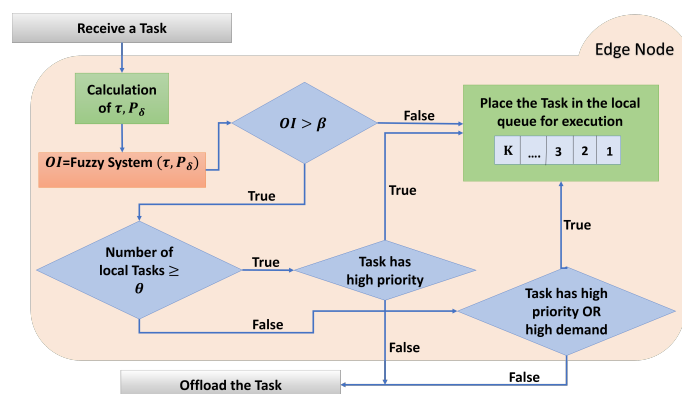 Receive a Task
Edge Node
Calculation
of τ, P_δ
OI > β
False
Place the Task in the local
queue for execution
K .... 3 2 1
OI=Fuzzy System (τ, P_δ)
True
True
True
Number of
local Tasks ≥
θ
True
Task has
high priority
Task has high
priority OR
high demand
False
False
False
Offload the Task